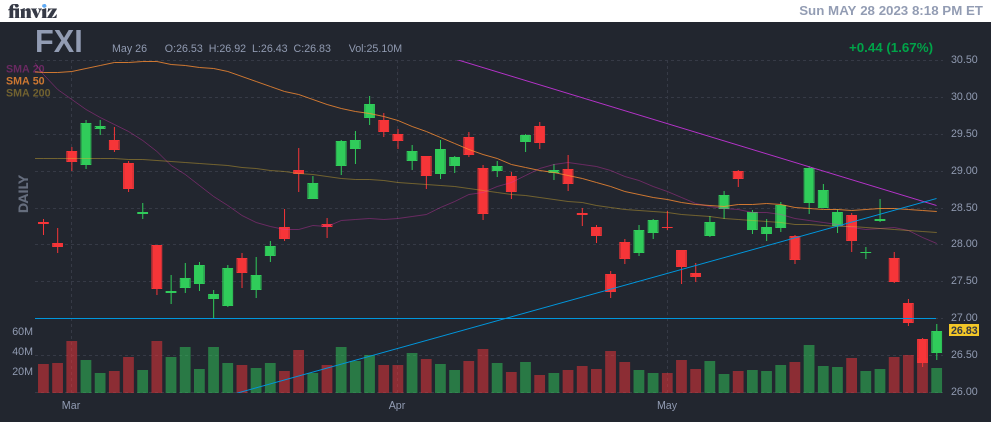 finviz
Sun MAY 28 2023 8:18 PM ET
FXI
May 26 O:26.53 H:26.92 L:26.43 C:26.83 Vol:25.10M
+0.44 (1.67%)
SMA 20
SMA 50
SMA 200
DAILY
30.50
30.00
29.50
29.00
28.50
28.00
27.50
27.00
26.83
26.50
26.00
60M
40M
20M
Mar Apr May